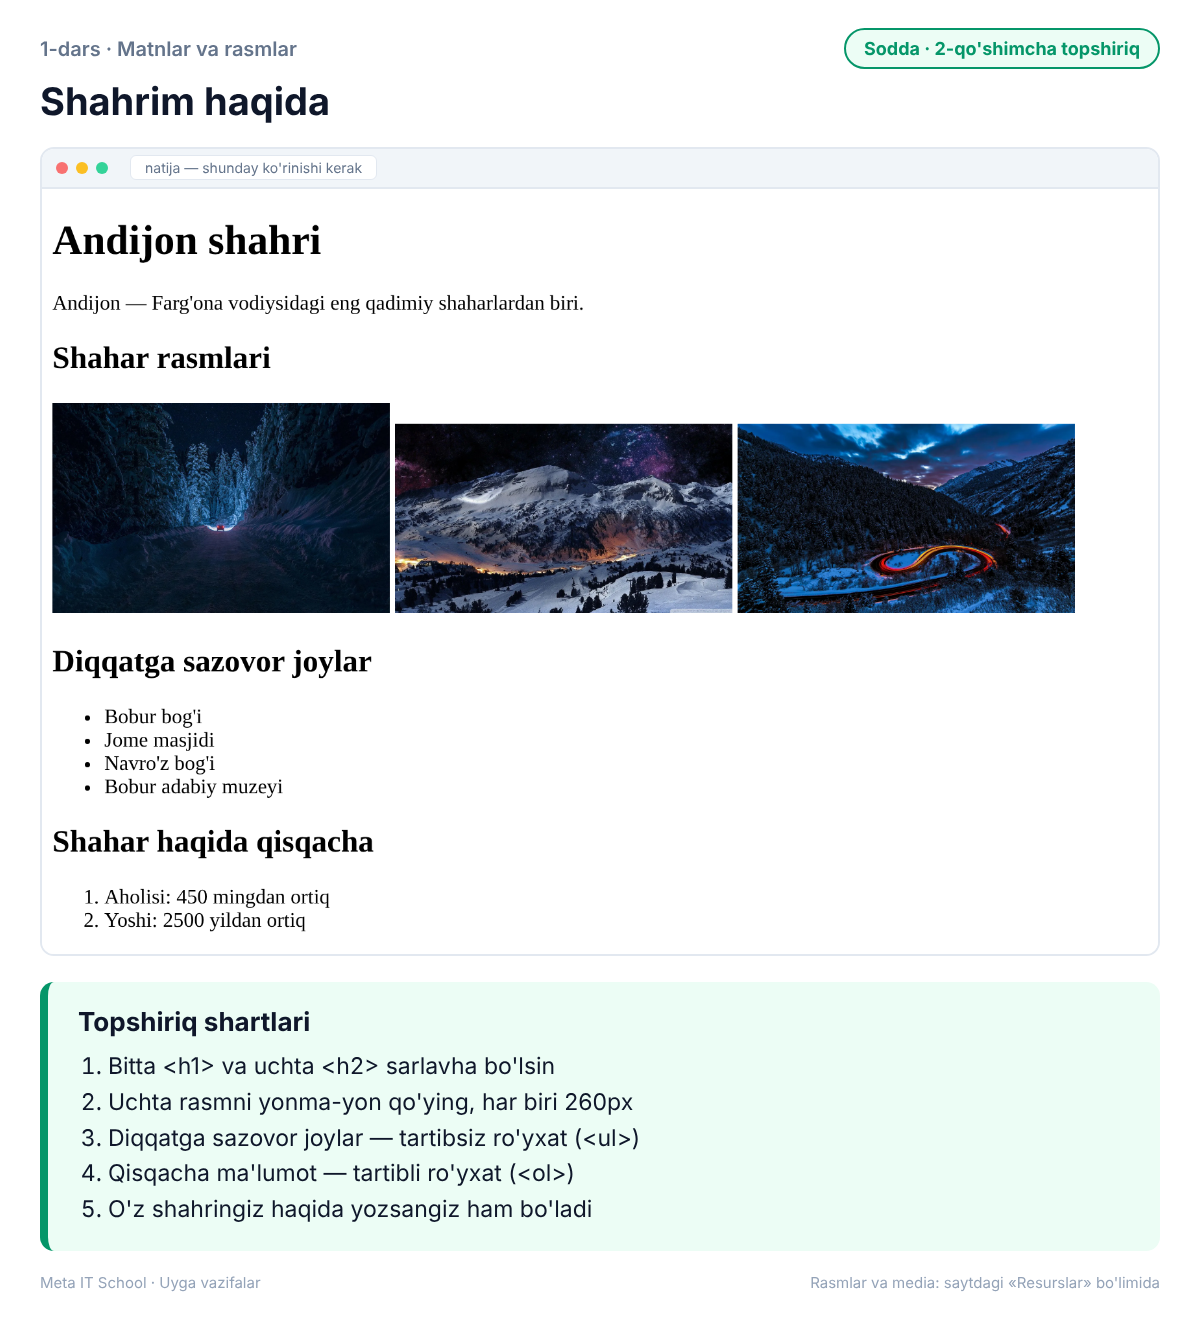 1-dars · Matnlar va rasmlar
Sodda · 2-qo'shimcha topshiriq
Shahrim haqida
natija — shunday ko'rinishi kerak
Andijon shahri
Andijon — Farg'ona vodiysidagi eng qadimiy shaharlardan biri.
Shahar rasmlari
Diqqatga sazovor joylar
• Bobur bog'i
• Jome masjidi
• Navro'z bog'i
• Bobur adabiy muzeyi
Shahar haqida qisqacha
1. Aholisi: 450 mingdan ortiq
2. Yoshi: 2500 yildan ortiq
Topshiriq shartlari
1. Bitta <h1> va uchta <h2> sarlavha bo'lsin
2. Uchta rasmni yonma-yon qo'ying, har biri 260px
3. Diqqatga sazovor joylar — tartibsiz ro'yxat (<ul>)
4. Qisqacha ma'lumot — tartibli ro'yxat (<ol>)
5. O'z shahringiz haqida yozsangiz ham bo'ladi
Meta IT School · Uyga vazifalar
Rasmlar va media: saytdagi «Resurslar» bo'limida